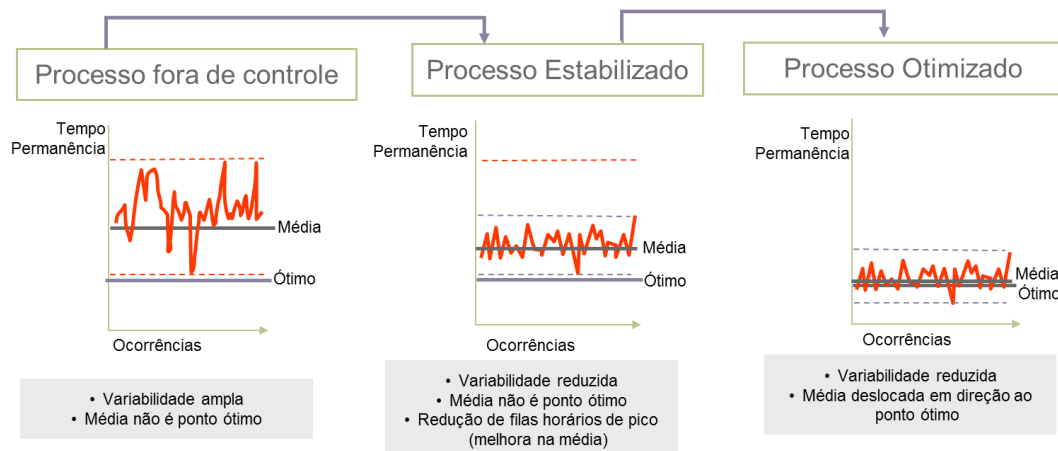 Processo fora de controle
Tempo
Permanência
Média
Ótimo
Ocorrências
• Variabilidade ampla
• Média não é ponto ótimo
Processo Estabilizado
Tempo
Permanência
Média
Ótimo
Ocorrências
• Variabilidade reduzida
• Média não é ponto ótimo
• Redução de filas horários de pico
(melhora na média)
Processo Otimizado
Tempo
Permanência
Média
Ótimo
Ocorrências
• Variabilidade reduzida
• Média deslocada em direção ao
ponto ótimo